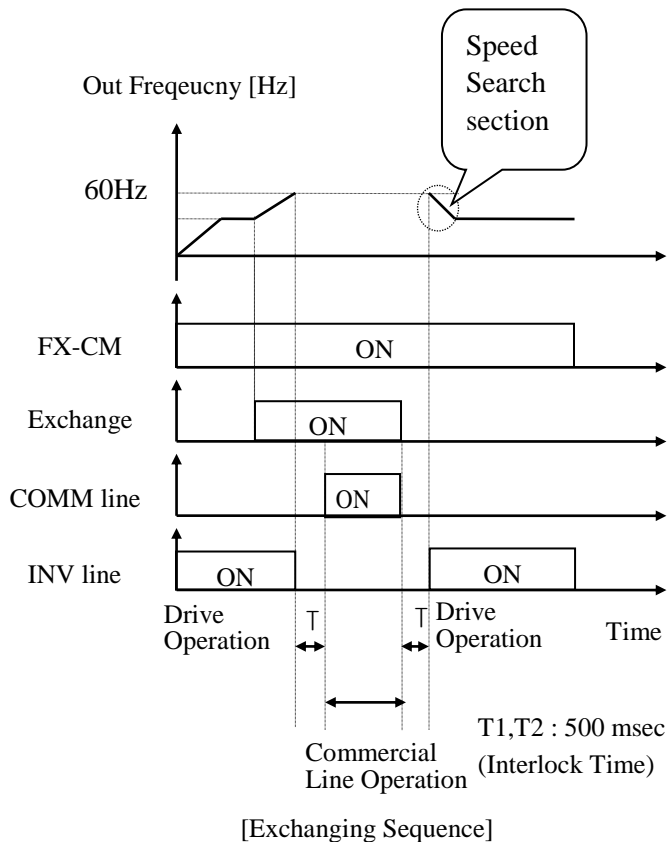 Speed
Search
section
Out Freqeucny [Hz]
60Hz
FX-CM
ON
Exchange
ON
COMM line
ON
INV line
ON
ON
Drive
Operation
T
T
Drive
Operation
Time
T1,T2 : 500 msec
(Interlock Time)
Commercial
Line Operation
[Exchanging Sequence]